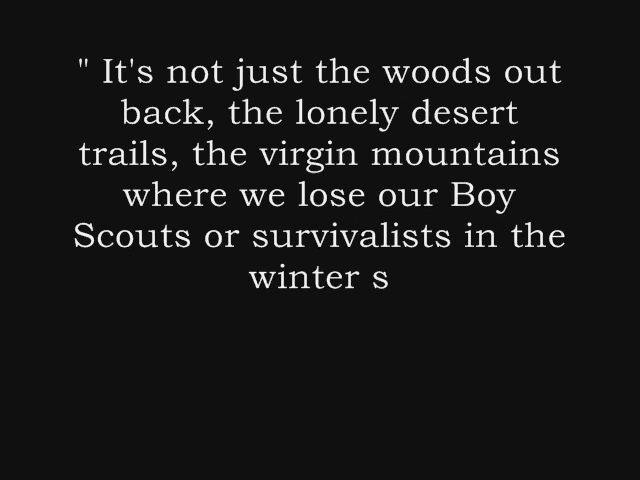 " It's not just the woods out
back, the lonely desert
trails, the virgin mountains
where we lose our Boy
Scouts or survivalists in the
winter s